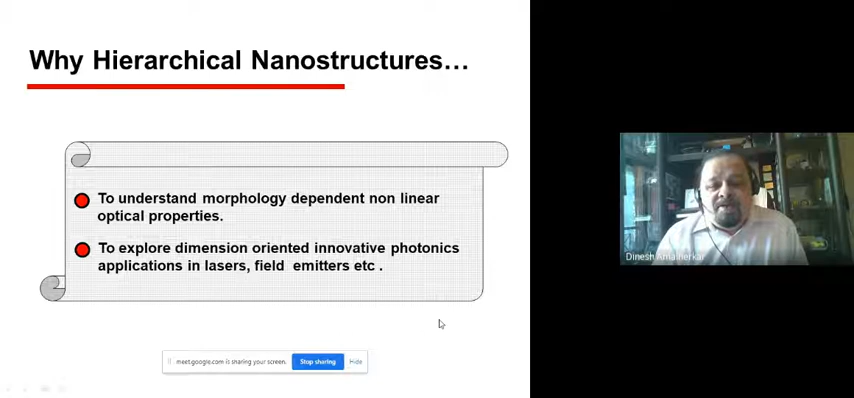 Why Hierarchical Nanostructures…
To understand morphology dependent non linear
optical properties.
To explore dimension oriented innovative photonics
applications in lasers, field emitters etc .
meet.google.com is sharing your screen.
Stop sharing
Hide
Dinesh Amalnerkar